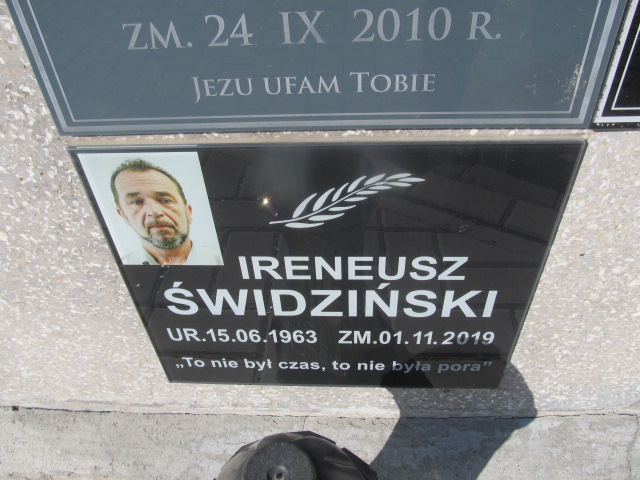 ZM. 24 IX 2010 R.
JEZU UFAM TOBIE
IRENEUSZ
ŚWIDZIŃSKI
UR.15.06.1963 ZM.01.11.2019
„To nie był czas, to nie była pora”